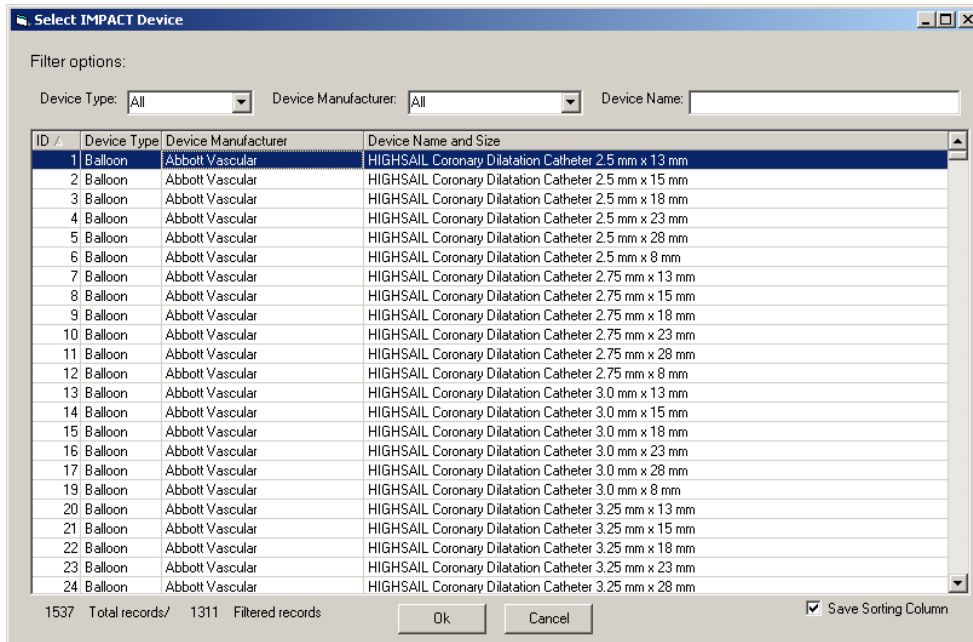 Select IMPACT Device
Filter options:
Device Type: All Device Manufacturer: All Device Name:
ID Device Type Device Manufacturer Device Name and Size
1 Balloon Abbott Vascular HIGHSAIL Coronary Dilatation Catheter 2.5 mm x 13 mm
2 Balloon Abbott Vascular HIGHSAIL Coronary Dilatation Catheter 2.5 mm x 15 mm
3 Balloon Abbott Vascular HIGHSAIL Coronary Dilatation Catheter 2.5 mm x 18 mm
4 Balloon Abbott Vascular HIGHSAIL Coronary Dilatation Catheter 2.5 mm x 23 mm
5 Balloon Abbott Vascular HIGHSAIL Coronary Dilatation Catheter 2.5 mm x 28 mm
6 Balloon Abbott Vascular HIGHSAIL Coronary Dilatation Catheter 2.5 mm x 8 mm
7 Balloon Abbott Vascular HIGHSAIL Coronary Dilatation Catheter 2.75 mm x 13 mm
8 Balloon Abbott Vascular HIGHSAIL Coronary Dilatation Catheter 2.75 mm x 15 mm
9 Balloon Abbott Vascular HIGHSAIL Coronary Dilatation Catheter 2.75 mm x 18 mm
10 Balloon Abbott Vascular HIGHSAIL Coronary Dilatation Catheter 2.75 mm x 23 mm
11 Balloon Abbott Vascular HIGHSAIL Coronary Dilatation Catheter 2.75 mm x 28 mm
12 Balloon Abbott Vascular HIGHSAIL Coronary Dilatation Catheter 2.75 mm x 8 mm
13 Balloon Abbott Vascular HIGHSAIL Coronary Dilatation Catheter 3.0 mm x 13 mm
14 Balloon Abbott Vascular HIGHSAIL Coronary Dilatation Catheter 3.0 mm x 15 mm
15 Balloon Abbott Vascular HIGHSAIL Coronary Dilatation Catheter 3.0 mm x 18 mm
16 Balloon Abbott Vascular HIGHSAIL Coronary Dilatation Catheter 3.0 mm x 23 mm
17 Balloon Abbott Vascular HIGHSAIL Coronary Dilatation Catheter 3.0 mm x 28 mm
19 Balloon Abbott Vascular HIGHSAIL Coronary Dilatation Catheter 3.0 mm x 8 mm
20 Balloon Abbott Vascular HIGHSAIL Coronary Dilatation Catheter 3.25 mm x 13 mm
21 Balloon Abbott Vascular HIGHSAIL Coronary Dilatation Catheter 3.25 mm x 15 mm
22 Balloon Abbott Vascular HIGHSAIL Coronary Dilatation Catheter 3.25 mm x 18 mm
23 Balloon Abbott Vascular HIGHSAIL Coronary Dilatation Catheter 3.25 mm x 23 mm
24 Balloon Abbott Vascular HIGHSAIL Coronary Dilatation Catheter 3.25 mm x 28 mm
1537 Total records/ 1311 Filtered records Ok Cancel Save Sorting Column